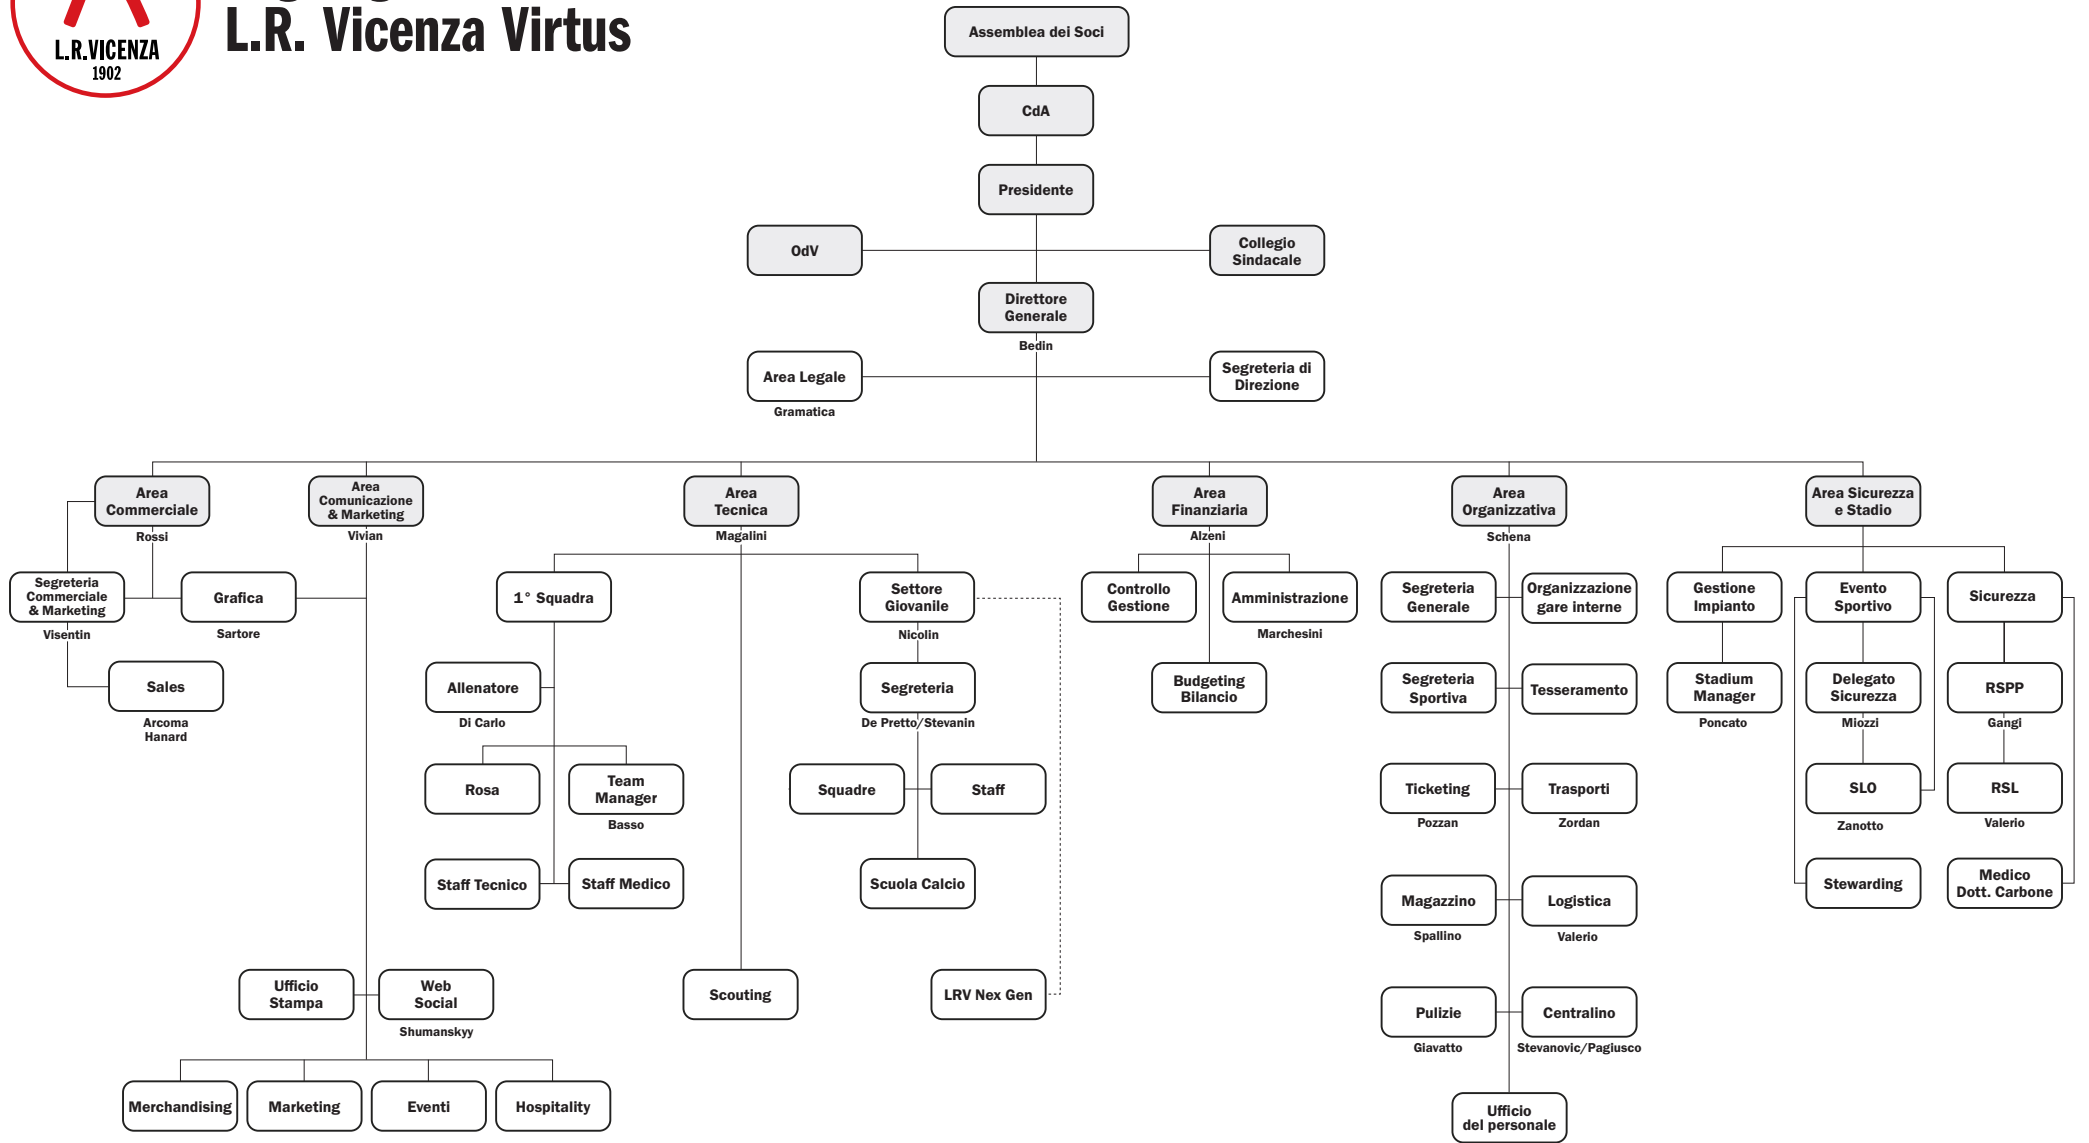 L.R. Vicenza Virtus
L.R.VICENZA
1902
Assemblea dei Soci
CdA
Presidente
OdV
Collegio
Sindacale
Direttore
Generale
Bedin
Area Legale
Gramatica
Segreteria di
Direzione
Area
Commerciale
Rossi
Area
Comunicazione
& Marketing
Vivian
Area
Tecnica
Magalini
Area
Finanziaria
Alzeni
Area
Organizzativa
Schena
Area Sicurezza
e Stadio
Segreteria
Commerciale
& Marketing
Visentin
Grafica
Sartore
Sales
Arcoma
Hanard
1° Squadra
Settore
Giovanile
Nicolin
Controllo
Gestione
Amministrazione
Marchesini
Budgeting
Bilancio
Segreteria
Generale
Organizzazione
gare interne
Gestione
Impianto
Evento
Sportivo
Sicurezza
Allenatore
Di Carlo
Segreteria
De Pretto/Stevanin
Segreteria
Sportiva
Tesseramento
Stadium
Manager
Poncato
Delegato
Sicurezza
Miozzi
RSPP
Gangi
Rosa
Team
Manager
Basso
Squadre
Staff
Ticketing
Pozzan
Trasporti
Zordan
SLO
Zanotto
RSL
Valerio
Staff Tecnico
Staff Medico
Scuola Calcio
Magazzino
Spallino
Logistica
Valerio
Stewarding
Medico
Dott. Carbone
Ufficio
Stampa
Web
Social
Shumanskyy
Scouting
LRV Nex Gen
Pulizie
Giavatto
Centralino
Stevanovic/Pagiusco
Merchandising
Marketing
Eventi
Hospitality
Ufficio
del personale